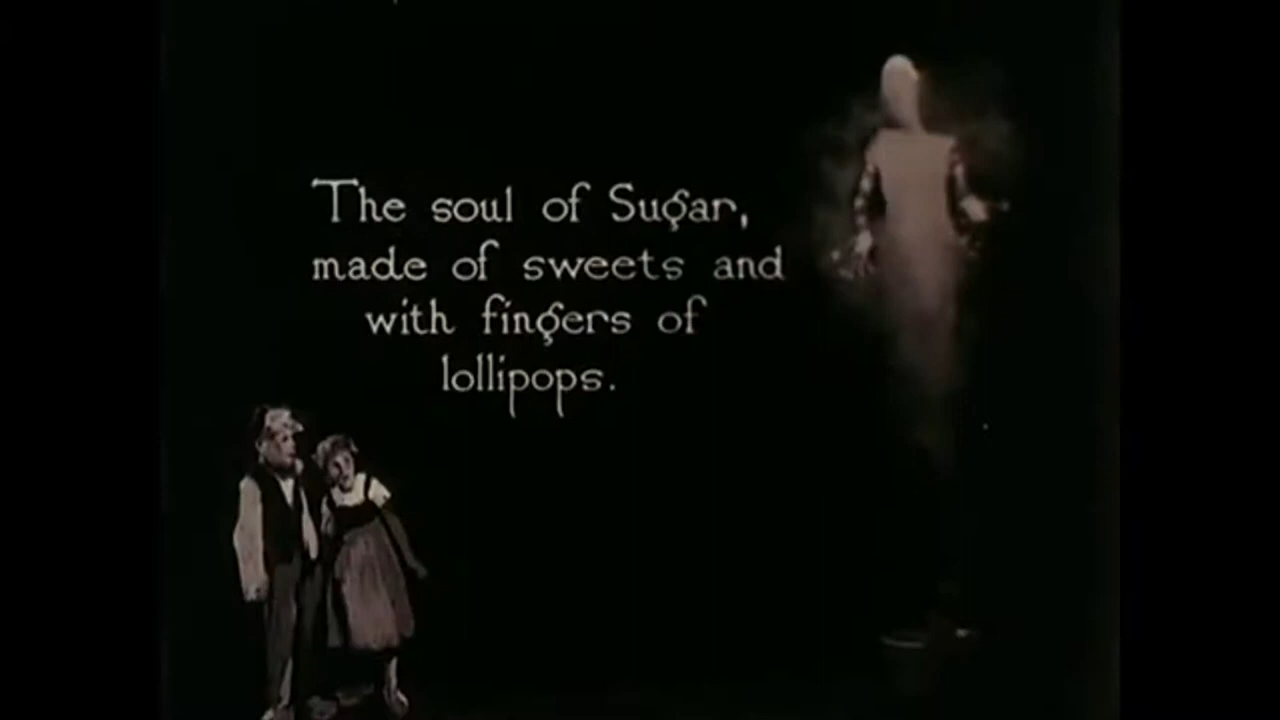 The soul of Sugar,
made of sweets and
with fingers of
lollipops.